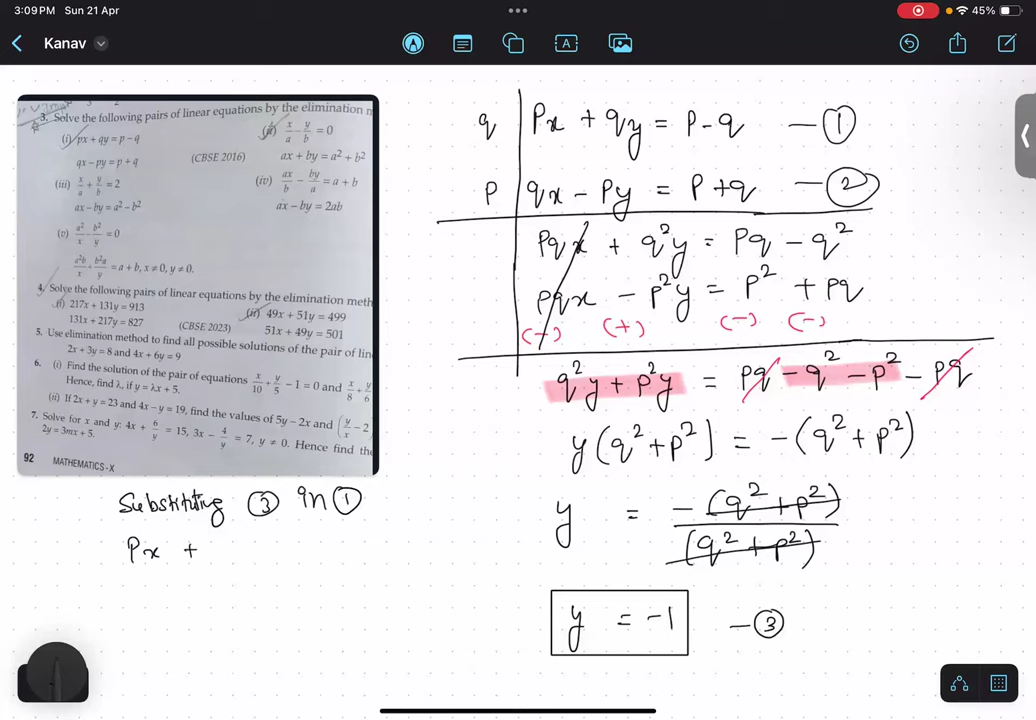 3:09 PM Sun 21 Apr
45%
Kanav
3. Solve the following pairs of linear equations by the elimination m
(i) px + qy = p – q
qx – py = p + q
(CBSE 2016)
(ii) x/a – y/b = 0
ax + by = a² + b²
(iii) x/a + y/b = 2
ax – by = a² – b²
(iv) ax/b – by/a = a + b
ax – by = 2ab
(v) a²/x – b²/y = 0
a²b/x + b²a/y = a + b, x ≠ 0, y ≠ 0.
4. Solve the following pairs of linear equations by the elimination meth
(i) 217x + 131y = 913
131x + 217y = 827
(CBSE 2023)
(ii) 49x + 51y = 499
51x + 49y = 501
5. Use elimination method to find all possible solutions of the pair of lin
2x + 3y = 8 and 4x + 6y = 9
6. (i) Find the solution of the pair of equations x/10 + y/5 – 1 = 0 and x/8 + y/6
Hence, find λ, if y = λx + 5.
(ii) If 2x + y = 23 and 4x – y = 19, find the values of 5y – 2x and (y/x – 2
7. Solve for x and y: 4x + 6/y = 15, 3x – 4/y = 7, y ≠ 0. Hence find the
2y = 3mx + 5.
92 MATHEMATICS-X
Substituting ③ in ①
Px +
q | Px + qy = P - q — ①
P | qx - Py = P + q — ②
Pqx + q²y = Pq - q²
Pqx - P²y = P² + Pq
(-) (+) (-) (-)
q²y + P²y = Pq - q² - P² - Pq
y(q² + P²) = -(q² + P²)
y = -(q² + P²)/(q² + P²)
y = -1 — ③